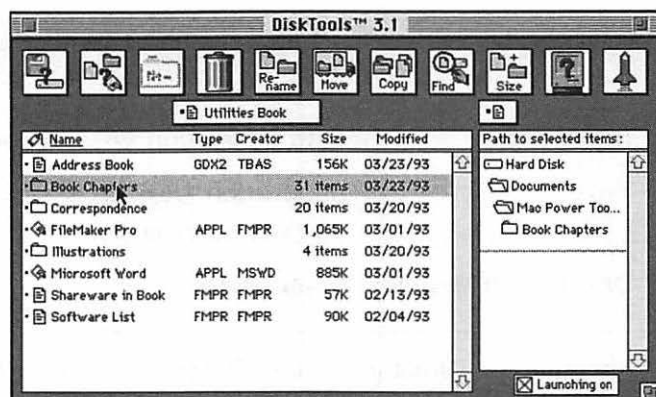 DiskTools™ 3.1
Re-name
Move
Copy
Find
Size
Utilities Book
Name Type Creator Size Modified
Address Book GDX2 TBAS 156K 03/23/93
Book Chapters 31 items 03/23/93
Correspondence 20 items 03/20/93
FileMaker Pro APPL FMPR 1,065K 03/01/93
Illustrations 4 items 03/20/93
Microsoft Word APPL MSWD 885K 03/01/93
Shareware in Book FMPR FMPR 57K 02/13/93
Software List FMPR FMPR 90K 02/04/93
Path to selected items:
Hard Disk
Documents
Mac Power Too...
Book Chapters
Launching on